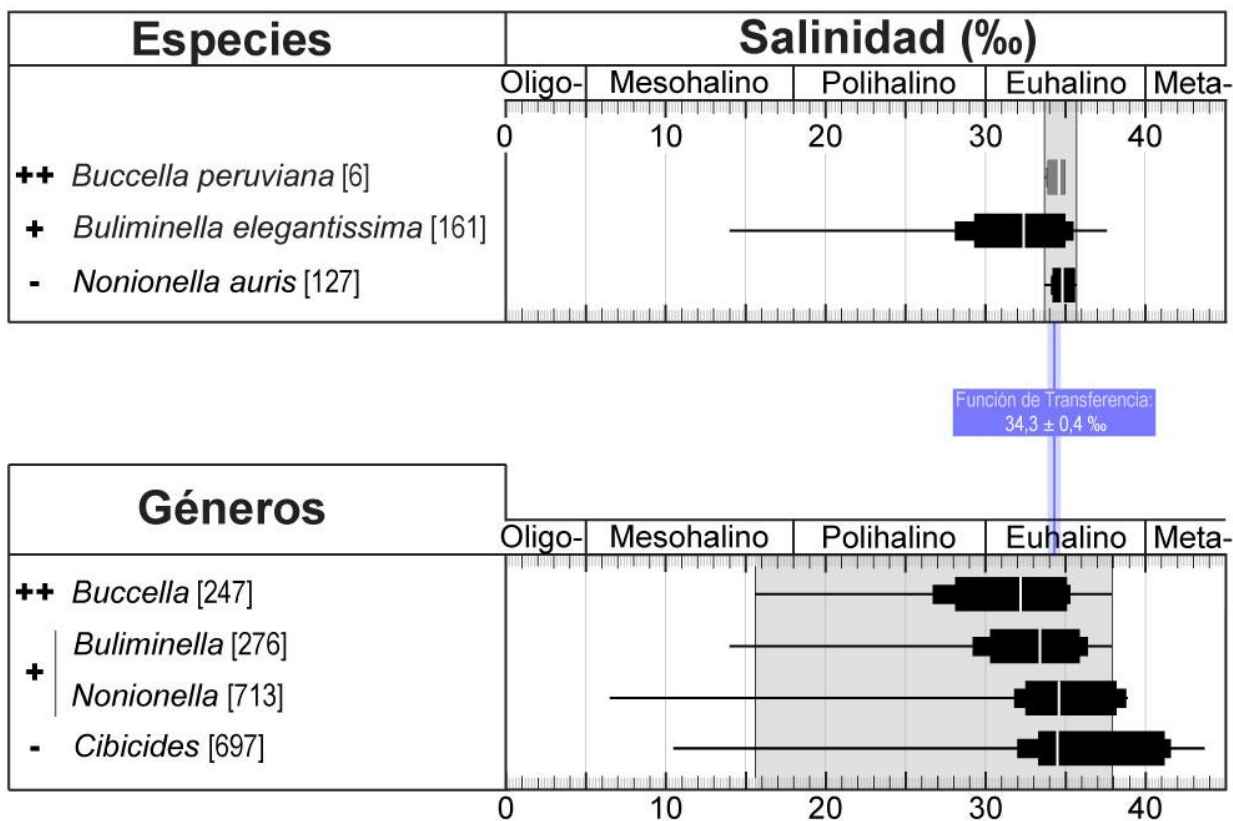 Especies Salinidad (‰)
Oligo- Mesohalino Polihalino Euhalino Meta-
0 10 20 30 40
++ Buccella peruviana [6]
+ Buliminella elegantissima [161]
- Nonionella auris [127]
Función de Transferencia:
34,3 ± 0,4 ‰
Géneros
Oligo- Mesohalino Polihalino Euhalino Meta-
++ Buccella [247]
Buliminella [276]
+
Nonionella [713]
- Cibicides [697]
0 10 20 30 40